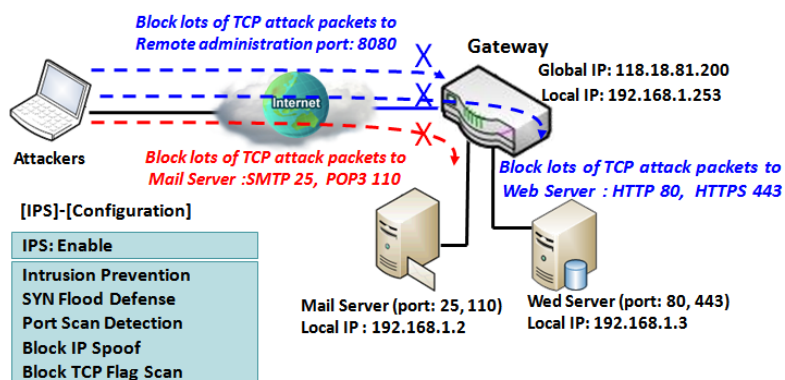 Block lots of TCP attack packets to
Remote administration port: 8080
Gateway
Global IP: 118.18.81.200
Local IP: 192.168.1.253
Internet
Attackers
Block lots of TCP attack packets to
Mail Server :SMTP 25, POP3 110
Block lots of TCP attack packets to
Web Server : HTTP 80, HTTPS 443
[IPS]-[Configuration]
IPS: Enable
Intrusion Prevention
SYN Flood Defense
Port Scan Detection
Block IP Spoof
Block TCP Flag Scan
Mail Server (port: 25, 110)
Local IP : 192.168.1.2
Wed Server (port: 80, 443)
Local IP: 192.168.1.3